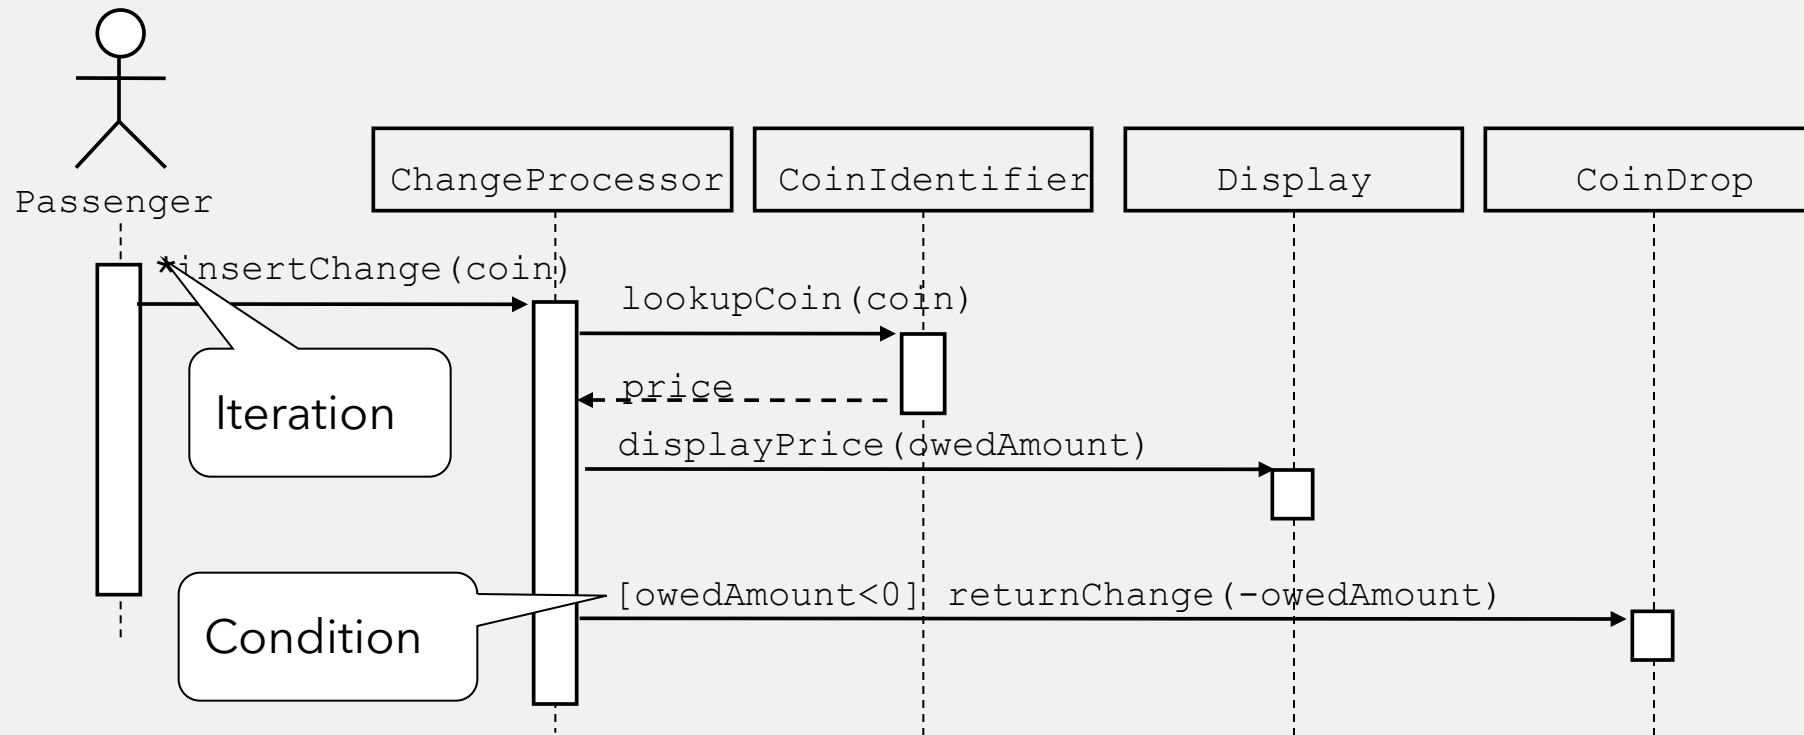 Passenger
ChangeProcessor
CoinIdentifier
Display
CoinDrop
*insertChange(coin)
lookupCoin(coin)
Iteration
price
displayPrice(owedAmount)
[owedAmount<0] returnChange(-owedAmount)
Condition